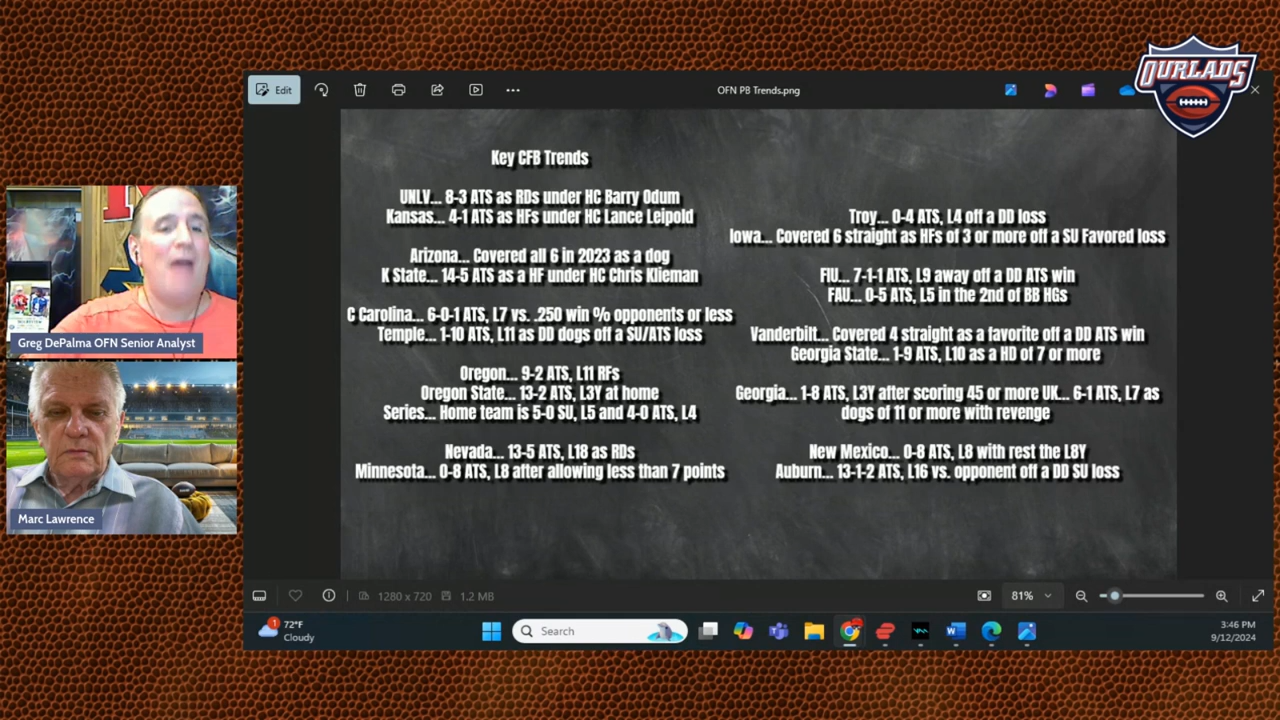 OURLADS
Edit
OFN PB Trends.png
Key CFB Trends
UNLV... 8-3 ATS as RDs under HC Barry Odum
Kansas... 4-1 ATS as HFs under HC Lance Leipold
Arizona... Covered all 6 in 2023 as a dog
K State... 14-5 ATS as a HF under HC Chris Klieman
C Carolina... 6-0-1 ATS, L7 vs. .250 win % opponents or less
Temple... 1-10 ATS, L11 as DD dogs off a SU/ATS loss
Oregon... 9-2 ATS, L11 RFs
Oregon State... 13-2 ATS, L3Y at home
Series... Home team is 5-0 SU, L5 and 4-0 ATS, L4
Nevada... 13-5 ATS, L18 as RDs
Minnesota... 0-8 ATS, L8 after allowing less than 7 points
Troy... 0-4 ATS, L4 off a DD loss
Iowa... Covered 6 straight as HFs of 3 or more off a SU Favored loss
FIU... 7-1-1 ATS, L9 away off a DD ATS win
FAU... 0-5 ATS, L5 in the 2nd of BB HGs
Vanderbilt... Covered 4 straight as a favorite off a DD ATS win
Georgia State... 1-9 ATS, L10 as a HD of 7 or more
Georgia... 1-8 ATS, L3Y after scoring 45 or more UK... 6-1 ATS, L7 as
dogs of 11 or more with revenge
New Mexico... 0-8 ATS, L8 with rest the L8Y
Auburn... 13-1-2 ATS, L16 vs. opponent off a DD SU loss
Greg DePalma OFN Senior Analyst
Marc Lawrence
1280 x 720
1.2 MB
81%
1
72°F
Cloudy
Search
3:46 PM
9/12/2024